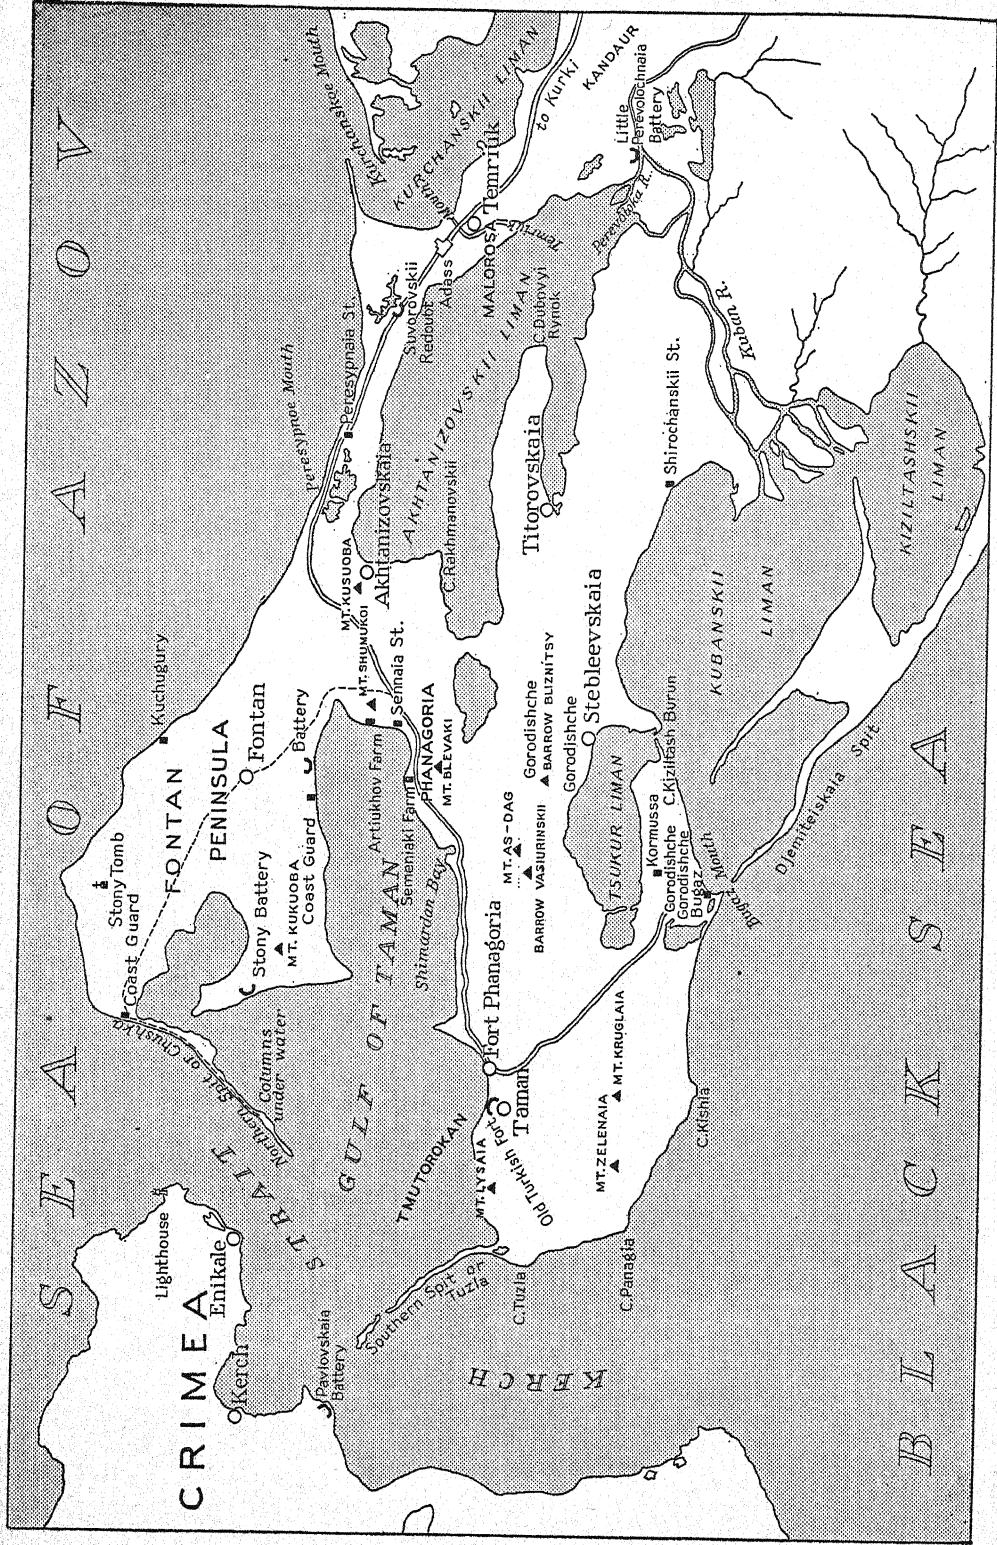 SEA OF AZOV
CRIMEA
Lighthouse
Enikale
Kerch
Pavlovskaia
Battery
STRAIT
KERCH
Northern Spit or Chushka
Columns
under water
Coast Guard
Stony Tomb
FONTAN
PENINSULA
Fontan
Stony Battery
MT. KUKUOBA
Coast Guard
Battery
Kuchugury
GULF OF TAMAN
Shimardan Bay
Artiukhov Farm
Semeniaki Farm
Sennaia St.
MT. SHUMUKOI
MT. KUSUOBA
PHANAGORIA
MT. BLEVAKI
Akhtanizovskaia
Peresypnoe Mouth
Peresypnaia St.
AKHTANIZOVSKII LIMAN
C. Rakhmanovskii
Suvorovskii
Redoubt
Adass
MALOROSA
Temriuk
Temriuk
Mouth
Kurchanskoe Mouth
KURCHANSKII LIMAN
to Kurki
KANDAUR
Little
Perevolochnaia
Battery
Perevloka R.
C. Dubovyi
Rynok
Titorovskaia
Shirochanskii St.
Kuban R.
KIZILTASHSKII
LIMAN
KUBANSKII
LIMAN
Stebleevskaia
Gorodishche
BARROW BLIZNITSY
Gorodishche
MT. AS-DAG
BARROW VASIURINSKII
TSUKUR LIMAN
C. Kiziltash Burun
Kormussa
Gorodishche
Gorodishche
Bugaz
Bugaz Mouth
Djemiteiskaia Spit
Fort Phanagoria
Taman
Old Turkish Fort
MT. LYSAIA
TMUTOROKAN
MT. ZELENAIA
MT. KRUGLAIA
C. Kishla
C. Panagia
C. Tuzla
Southern Spit or
Tuzla
BLACK SEA